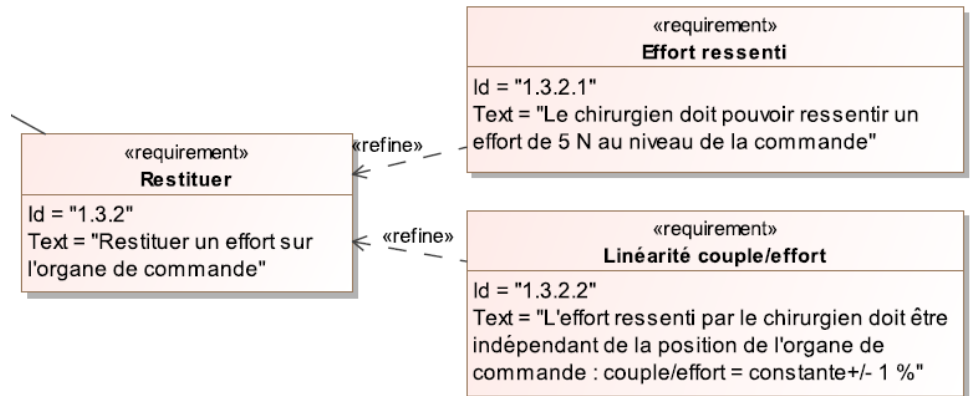 «requirement»
Effort ressenti
Id = "1.3.2.1"
Text = "Le chirurgien doit pouvoir ressentir un
effort de 5 N au niveau de la commande"
«refine»
«requirement»
Restituer
Id = "1.3.2"
Text = "Restituer un effort sur
l'organe de commande"
«refine»
«requirement»
Linéarité couple/effort
Id = "1.3.2.2"
Text = "L'effort ressenti par le chirurgien doit être
indépendant de la position de l'organe de
commande : couple/effort = constante+/- 1 %"